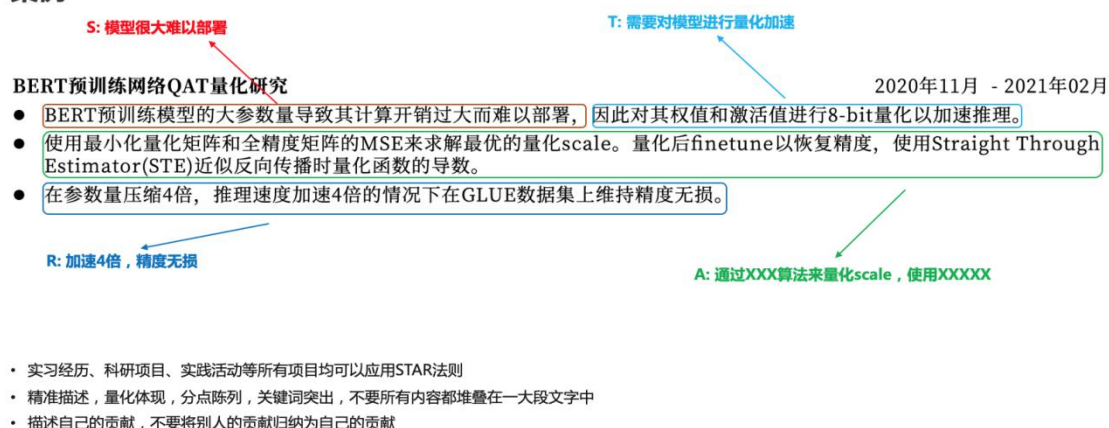 S: 模型很大难以部署
T: 需要对模型进行量化加速
BERT预训练网络QAT量化研究
2020年11月 - 2021年02月
● BERT预训练模型的大参数量导致其计算开销过大而难以部署，因此对其权值和激活值进行8-bit量化以加速推理。
● 使用最小化量化矩阵和全精度矩阵的MSE来求解最优的量化scale。量化后finetune以恢复精度，使用Straight Through
Estimator(STE)近似反向传播时量化函数的导数。
● 在参数量压缩4倍，推理速度加速4倍的情况下在GLUE数据集上维持精度无损。
R: 加速4倍，精度无损
A: 通过XXX算法来量化scale，使用XXXXX
• 实习经历、科研项目、实践活动等所有项目均可以应用STAR法则
• 精准描述，量化体现，分点陈列，关键词突出，不要所有内容都堆叠在一大段文字中
• 描述自己的贡献，不要将别人的贡献归纳为自己的贡献